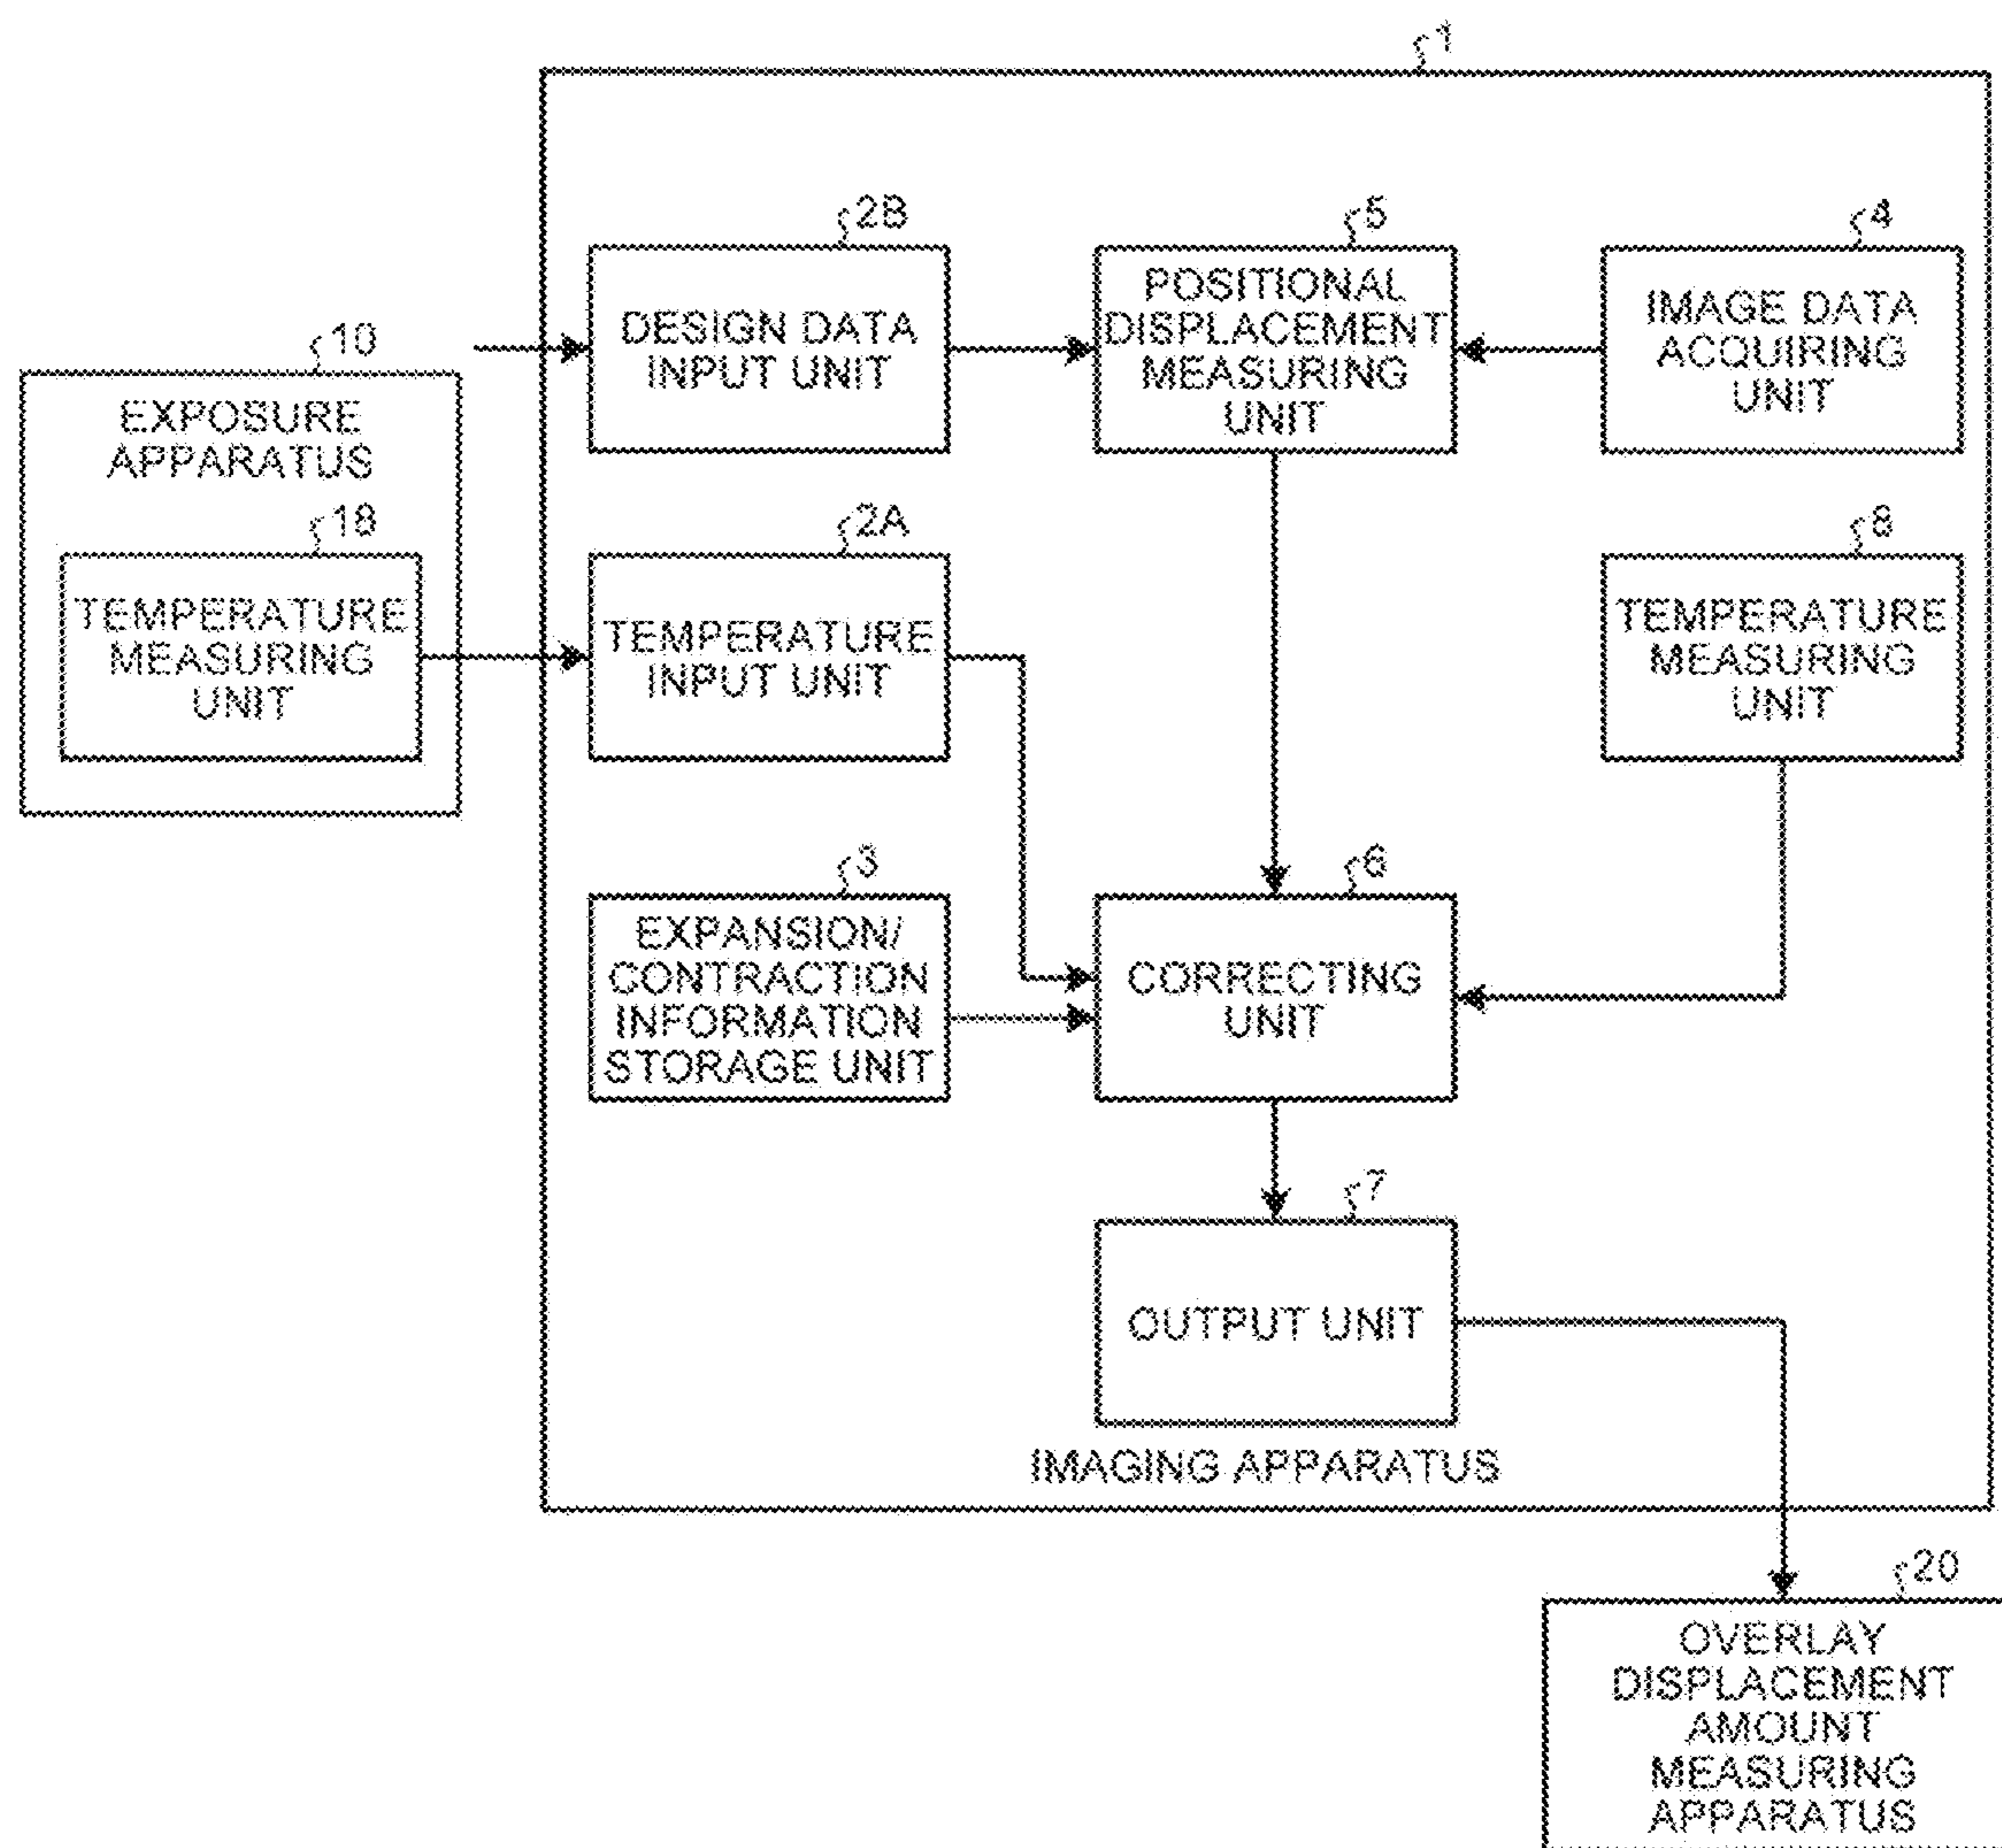 1
2B
DESIGN DATA
INPUT UNIT
5
POSITIONAL
DISPLACEMENT
MEASURING
UNIT
4
IMAGE DATA
ACQUIRING
UNIT
10
EXPOSURE
APPARATUS
18
TEMPERATURE
MEASURING
UNIT
2A
TEMPERATURE
INPUT UNIT
8
TEMPERATURE
MEASURING
UNIT
3
EXPANSION/
CONTRACTION
INFORMATION
STORAGE UNIT
6
CORRECTING
UNIT
7
OUTPUT UNIT
IMAGING APPARATUS
20
OVERLAY
DISPLACEMENT
AMOUNT
MEASURING
APPARATUS